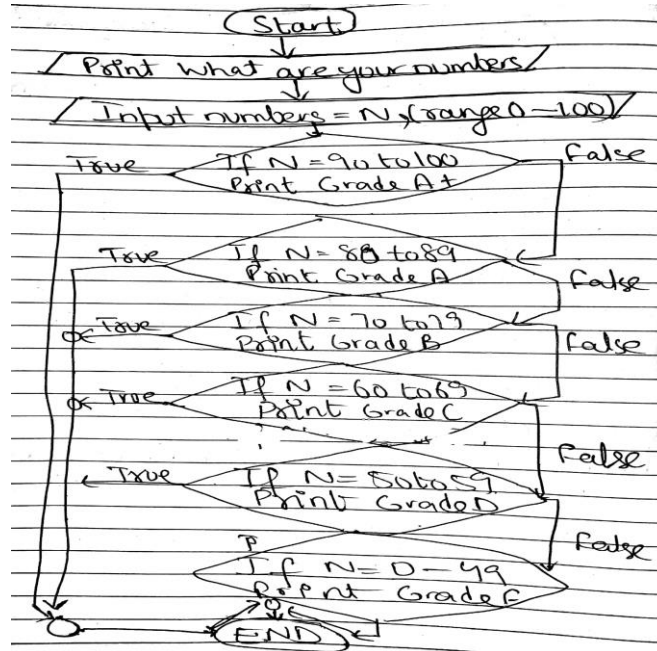 Start
Print What are your numbers
Input numbers = N, (range 0-100)
True
If N = 90 to 100
False
Print Grade A+
True
If N = 80 to 89
Print Grade A
False
True
If N = 70 to 79
Print Grade B
False
True
If N = 60 to 69
Print Grade C
False
True
If N = 50 to 59
Print Grade D
False
P
If N = 0 - 49
Print Grade F
END